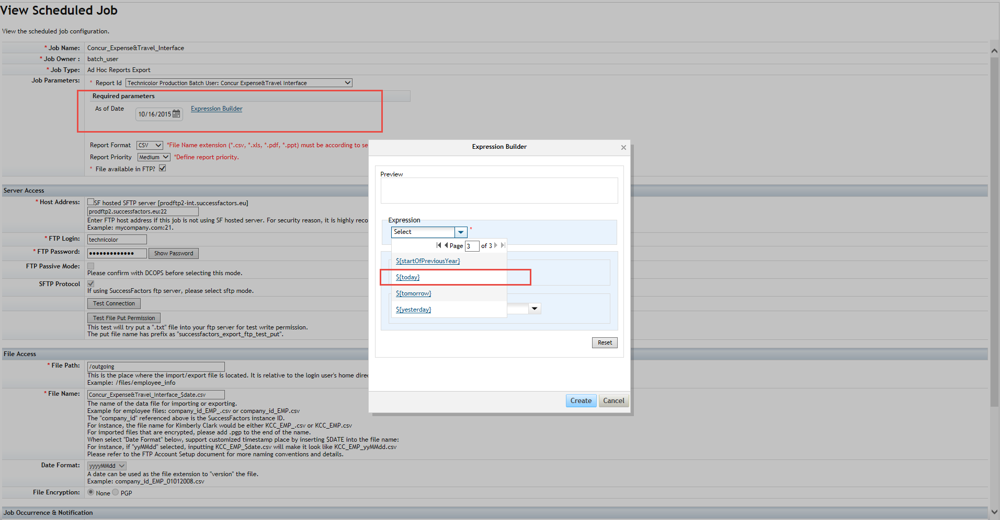 View Scheduled Job
View the scheduled job configuration.
* Job Name: Concur_Expense&Travel_Interface
* Job Owner : batch_user
* Job Type: Ad Hoc Reports Export
Job Parameters: * Report Id Technicolor Production Batch User: Concur Expense&Travel Interface
Required parameters
As of Date 10/16/2015 Expression Builder
Report Format CSV *File Name extension (*.csv, *.xls, *.pdf, *.ppt) must be according to se
Report Priority Medium *Define report priority.
* File available in FTP?
Server Access
* Host Address: SF hosted SFTP server [prodftp2-int.successfactors.eu]
prodftp2.successfactors.eu:22
Enter FTP host address if this job is not using SF hosted server. For security reason, it is highly reco
Example: mycompany.com:21.
* FTP Login: technicolor
* FTP Password: ••••••••••••• Show Password
FTP Passive Mode:
Please confirm with DCOPS before selecting this mode.
SFTP Protocol
If using SuccessFactors ftp server, please select sftp mode.
Test Connection
Test File Put Permission
This test will try put a ".txt" file into your ftp server for test write permission.
The put file name has prefix as "successfactors_export_ftp_test_put".
File Access
* File Path: /outgoing
This is the place where the import/export file is located. It is relative to the login user's home direc
Example: /files/employee_info
* File Name: Concur_Expense&Travel_Interface_$date.csv
The name of the data file for importing or exporting.
Example for employee files: company_id_EMP_.csv or company_id_EMP.csv
The "company_id" referenced above is the SuccessFactors instance ID.
For instance, the file name for Kimberly Clark would be either KCC_EMP_.csv or KCC_EMP.csv
For imported files that are encrypted, please add .pgp to the end of the name.
When select "Date Format" below, support customized timestamp place by inserting $DATE into the file name:
For instance, if "yyMMdd" selected, inputting KCC_EMP_$date.csv will make it look like KCC_EMP_yyMMdd.csv
Please refer to the FTP Account Setup document for more naming conventions and details.
Date Format: yyyyMMdd
A date can be used as the file extension to "version" the file.
Example: company_id_EMP_01012008.csv
File Encryption: None PGP
Job Occurrence & Notification
Expression Builder
Preview
Expression
Select *
Page 3 of 3
${startOfPreviousYear}
${today}
${tomorrow}
${yesterday}
Reset
Create Cancel